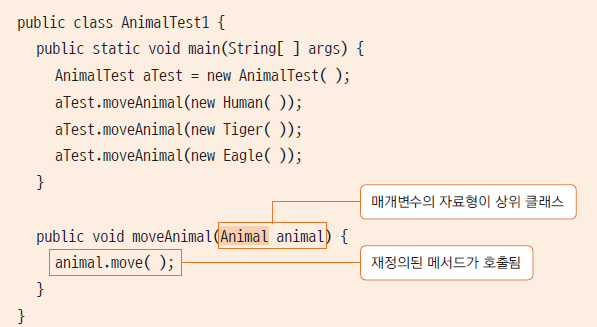 public class AnimalTest1 {
public static void main(String[ ] args) {
AnimalTest aTest = new AnimalTest( );
aTest.moveAnimal(new Human( ));
aTest.moveAnimal(new Tiger( ));
aTest.moveAnimal(new Eagle( ));
}
매개변수의 자료형이 상위 클래스
public void moveAnimal(Animal animal) {
animal.move( );
재정의된 메서드가 호출됨
}
}